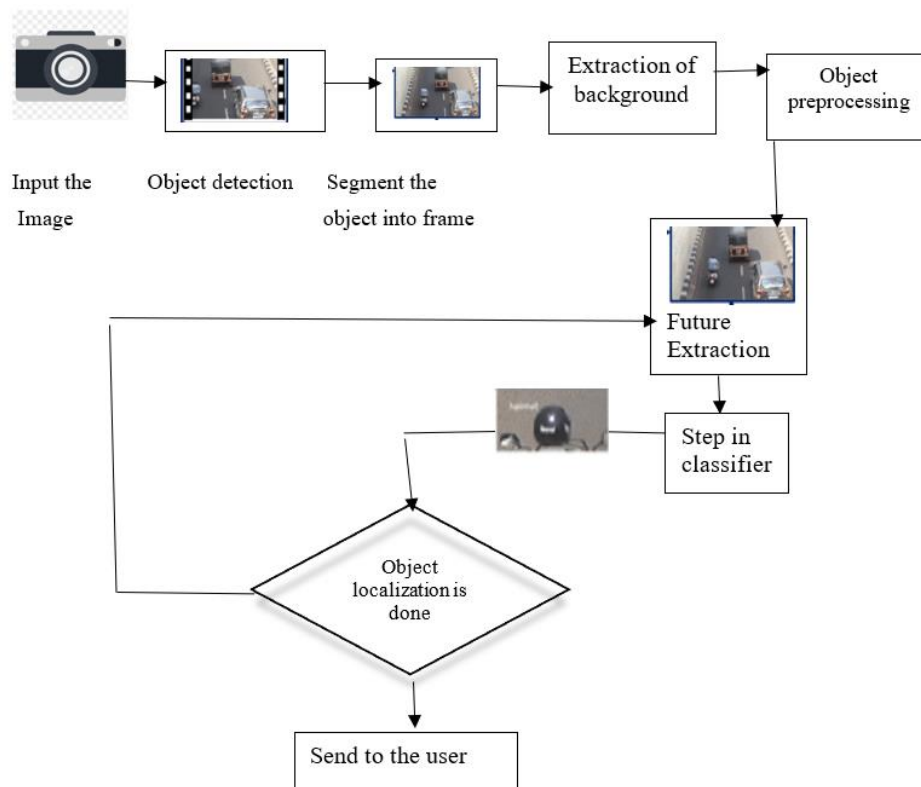 Input the
Image
Object detection
Segment the
object into frame
Extraction of
background
Object
preprocessing
Future
Extraction
Step in
classifier
Object
localization is
done
Send to the user